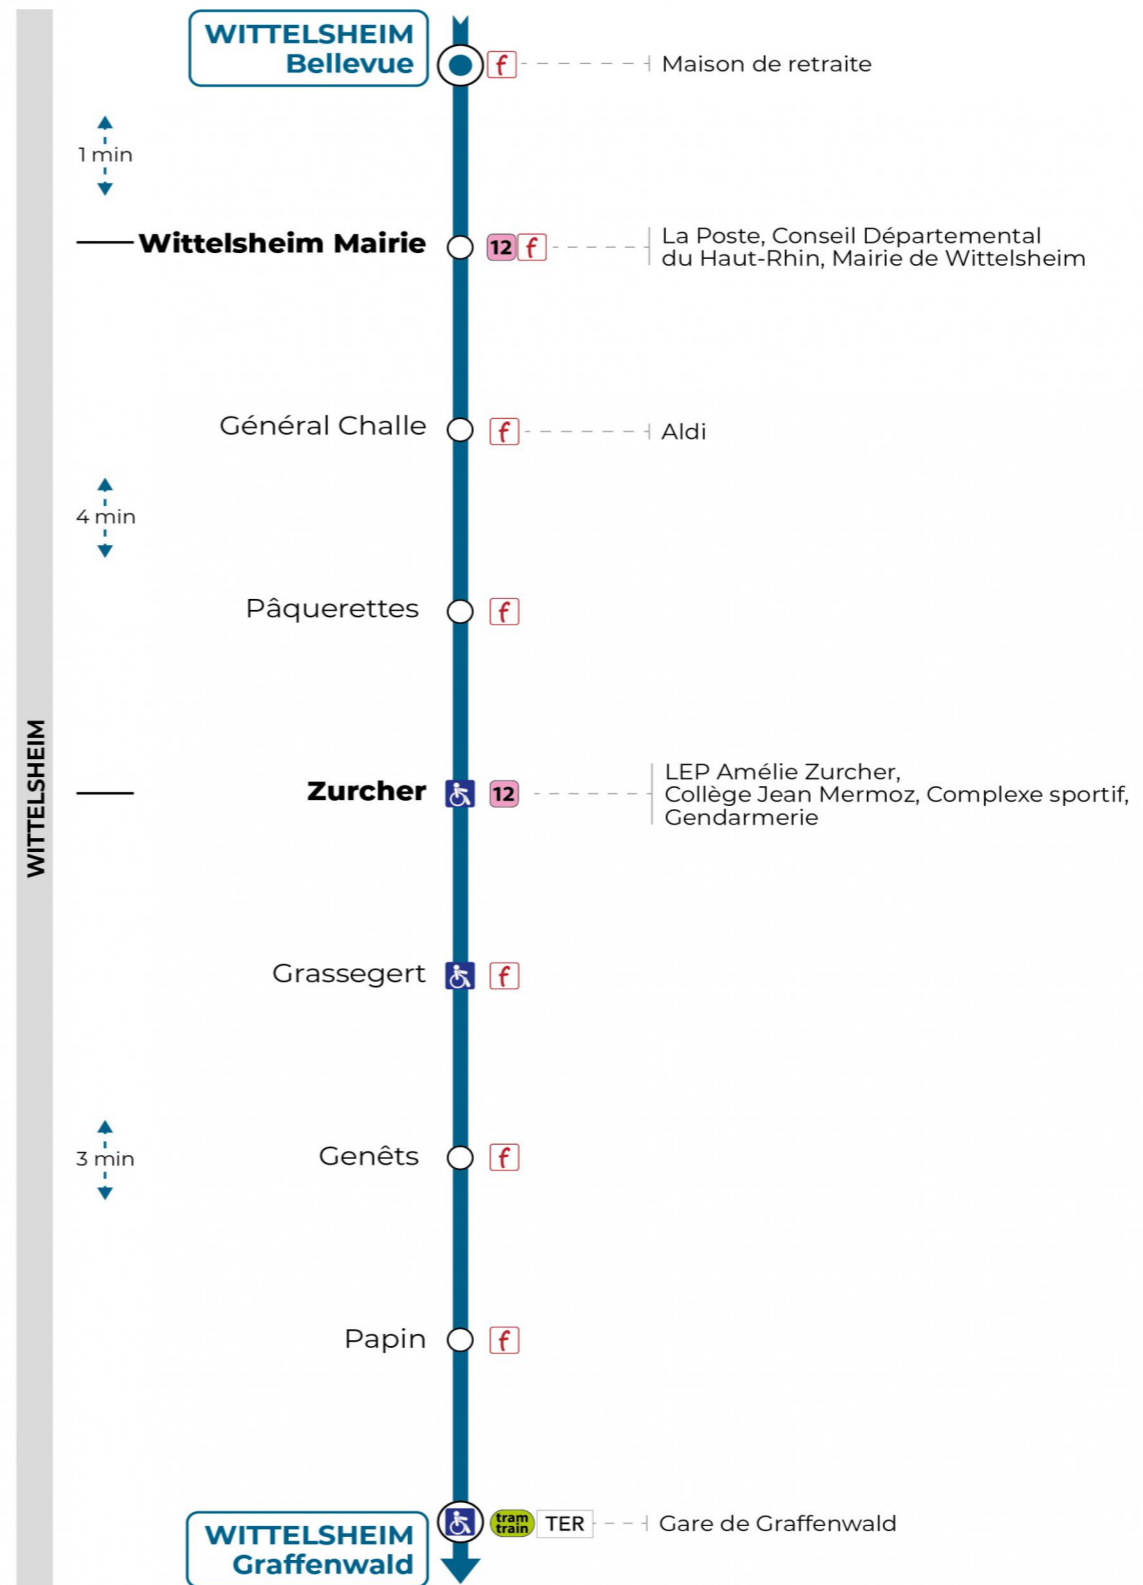 WITTELSHEIM
WITTELSHEIM
Bellevue
f
Maison de retraite
1 min
Wittelsheim Mairie
12 f
La Poste, Conseil Départemental
du Haut-Rhin, Mairie de Wittelsheim
Général Challe
f
Aldi
4 min
Pâquerettes
f
Zurcher
12
LEP Amélie Zurcher,
Collège Jean Mermoz, Complexe sportif,
Gendarmerie
Grassegert
f
3 min
Genêts
f
Papin
f
WITTELSHEIM
Graffenwald
tram
train
TER
Gare de Graffenwald